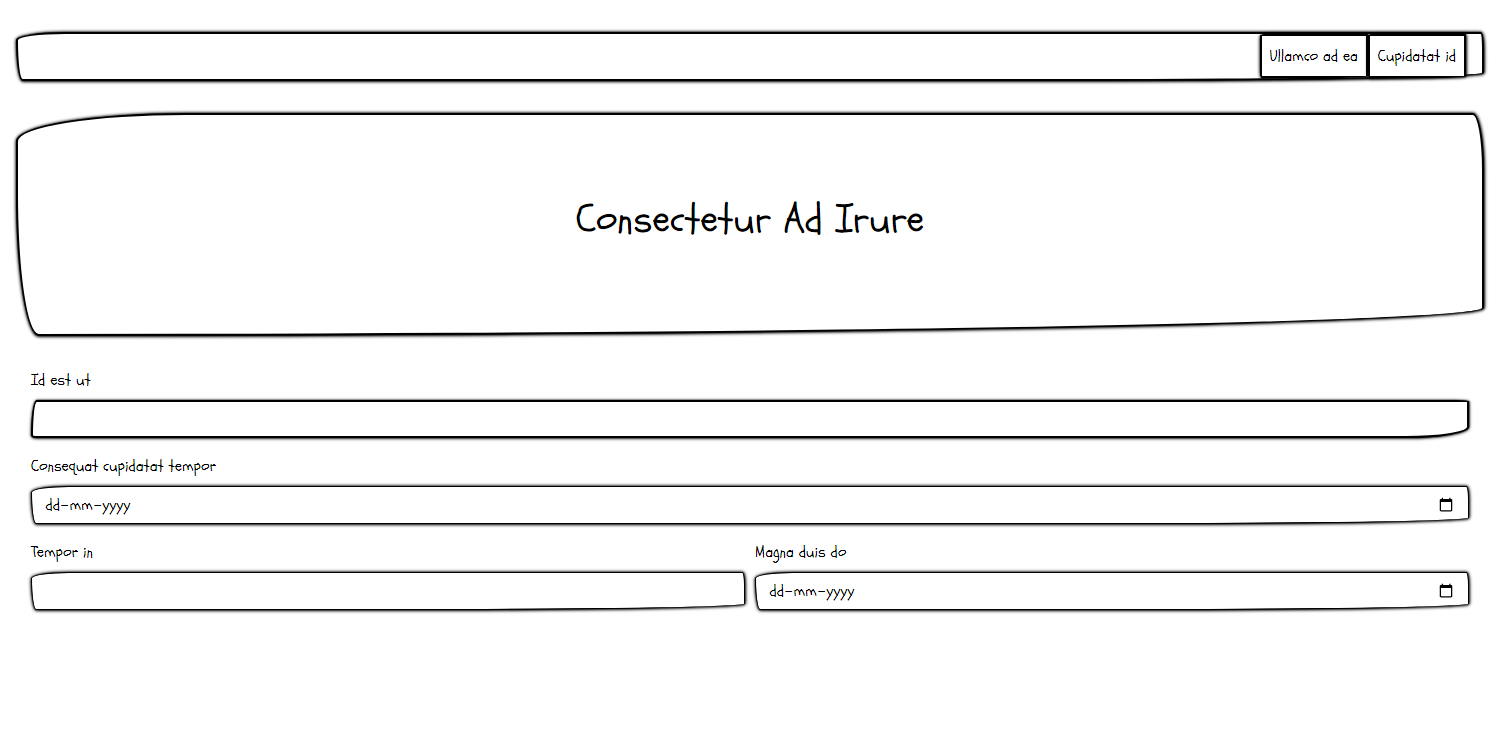 Ullamco ad ea Cupidatat id
Consectetur Ad Irure
Id est ut
Consequat cupidatat tempor
dd-mm-yyyy
Tempor in Magna duis do
dd-mm-yyyy